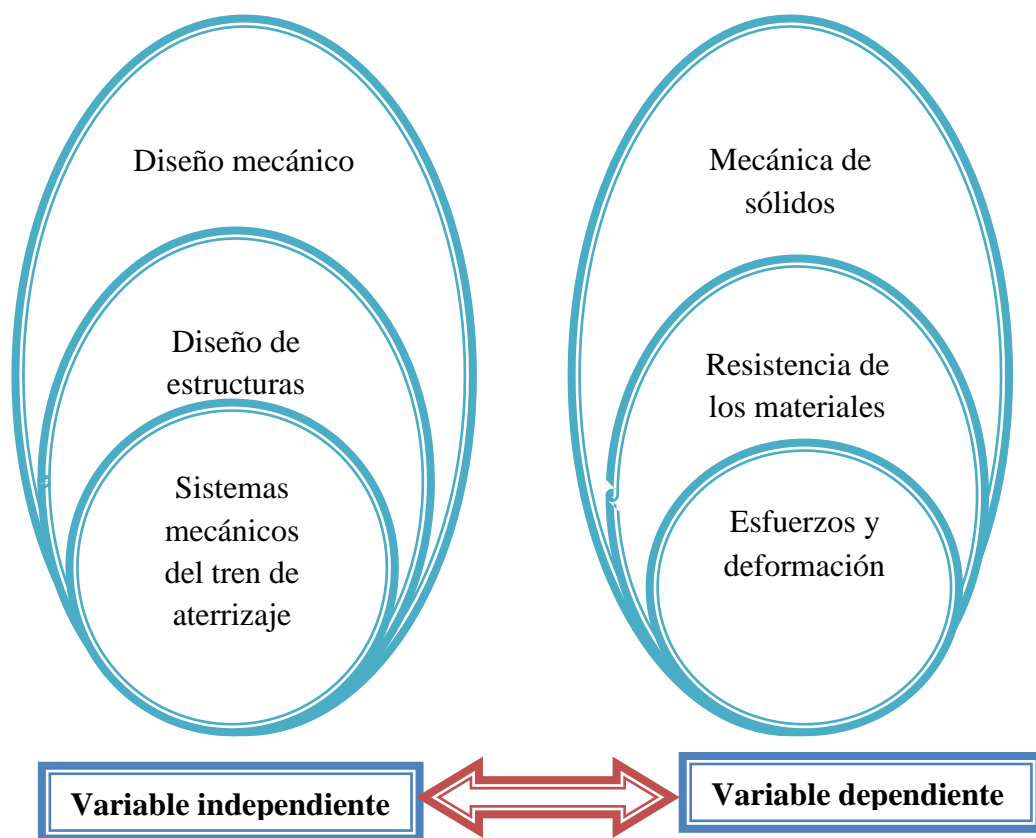 Diseño mecánico
Diseño de
estructuras
Sistemas
mecánicos
del tren de
aterrizaje
Mecánica de
sólidos
Resistencia de
los materiales
Esfuerzos y
deformación
Variable independiente
Variable dependiente